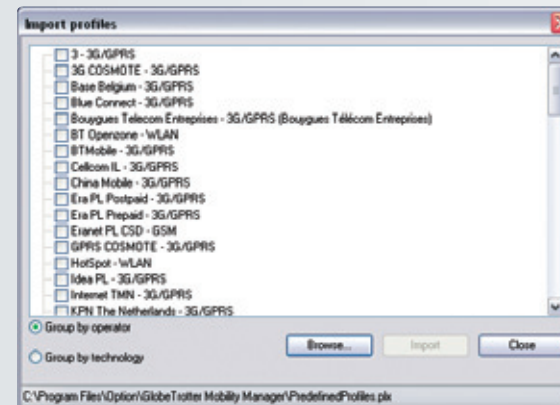 Import profiles
3 - 3G/GPRS
3G COSMOTE - 3G/GPRS
Base Belgium - 3G/GPRS
Blue Connect - 3G/GPRS
Bouygues Telecom Entreprises - 3G/GPRS (Bouygues Télécom Entreprises)
BT Openzone - WLAN
BTMobile - 3G/GPRS
Cellcom IL - 3G/GPRS
China Mobile - 3G/GPRS
Era PL Postpaid - 3G/GPRS
Era PL Prepaid - 3G/GPRS
Eranet PL CSD - GSM
GPRS COSMOTE - 3G/GPRS
HotSpot - WLAN
Idea PL - 3G/GPRS
Internet TMN - 3G/GPRS
KPN The Netherlands - 3G/GPRS
Group by operator
Group by technology
Browse... Import Close
C:\Program Files\Option\GlobeTrotter Mobility Manager\PredefinedProfiles.plx